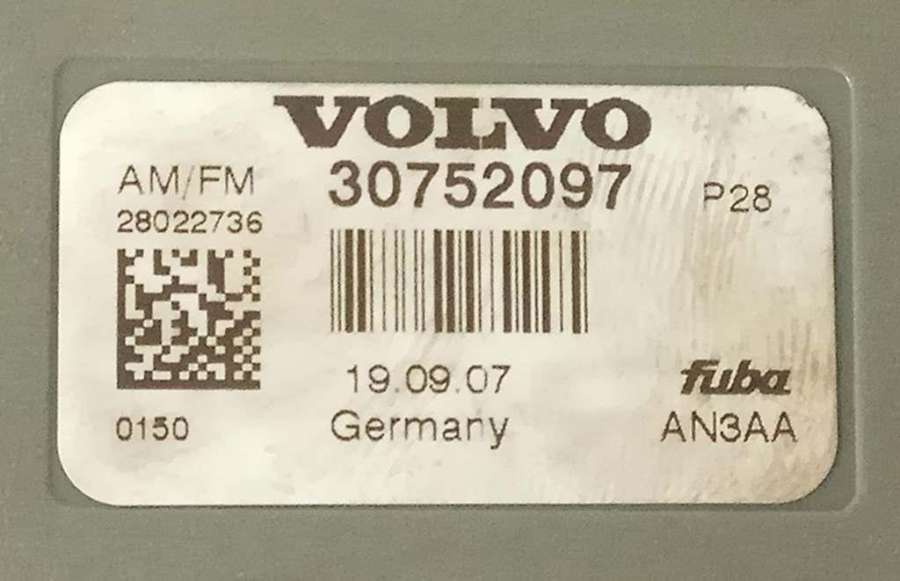 VOLVO
AM/FM 30752097 P28
28022736
19.09.07 fuba
0150 Germany AN3AA